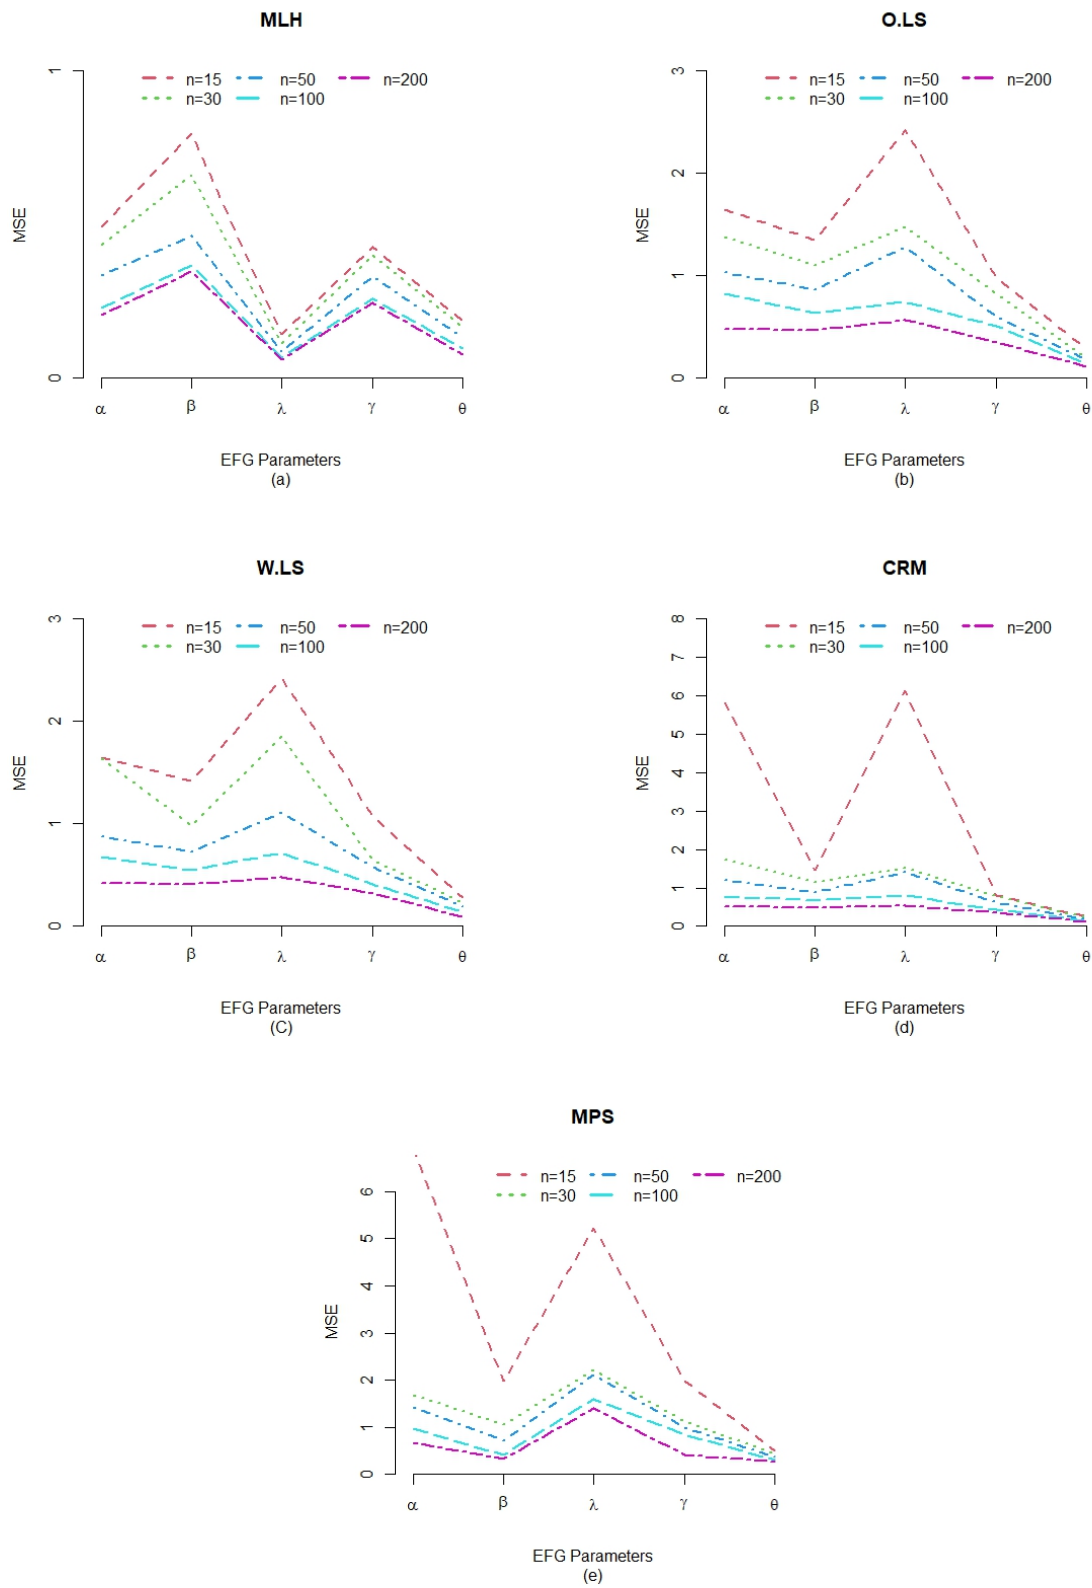 MLH
1
0
MSE
n=15 n=50 n=200
n=30 n=100
α β λ γ θ
EFG Parameters
(a)
O.LS
3
2
1
0
MSE
n=15 n=50 n=200
n=30 n=100
α β λ γ θ
EFG Parameters
(b)
W.LS
3
2
1
0
MSE
n=15 n=50 n=200
n=30 n=100
α β λ γ θ
EFG Parameters
(C)
CRM
8
7
6
5
4
3
2
1
0
MSE
n=15 n=50 n=200
n=30 n=100
α β λ γ θ
EFG Parameters
(d)
MPS
6
5
4
3
2
1
0
MSE
n=15 n=50 n=200
n=30 n=100
α β λ γ θ
EFG Parameters
(e)